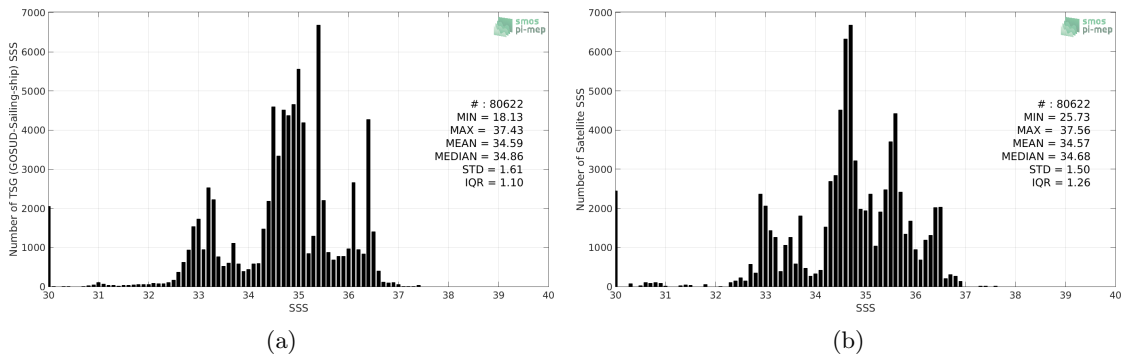 Number of TSG (GOSUD-Sailing-ship) SSS
7000
6000
5000
4000
3000
2000
1000
0
30 31 32 33 34 35 36 37 38 39 40
SSS
smos
pi-mep
# : 80622
MIN = 18.13
MAX = 37.43
MEAN = 34.59
MEDIAN = 34.86
STD = 1.61
IQR = 1.10
(a)
Number of Satellite SSS
7000
6000
5000
4000
3000
2000
1000
0
30 31 32 33 34 35 36 37 38 39 40
SSS
smos
pi-mep
# : 80622
MIN = 25.73
MAX = 37.56
MEAN = 34.57
MEDIAN = 34.68
STD = 1.50
IQR = 1.26
(b)